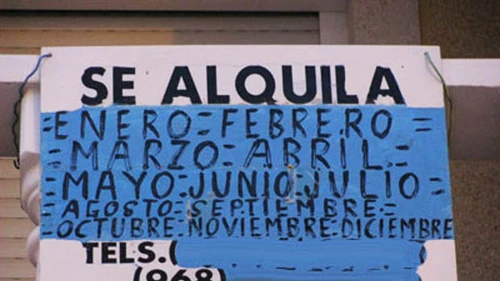 SE ALQUILA
=ENERO=FEBRERO=
=MARZO=ABRIL=
=MAYO=JUNIO=JULIO=
=AGOSTO=SEPTIEMBRE=
=OCTUBRE=NOVIEMBRE=DICIEMBRE
TELS.(
(968)